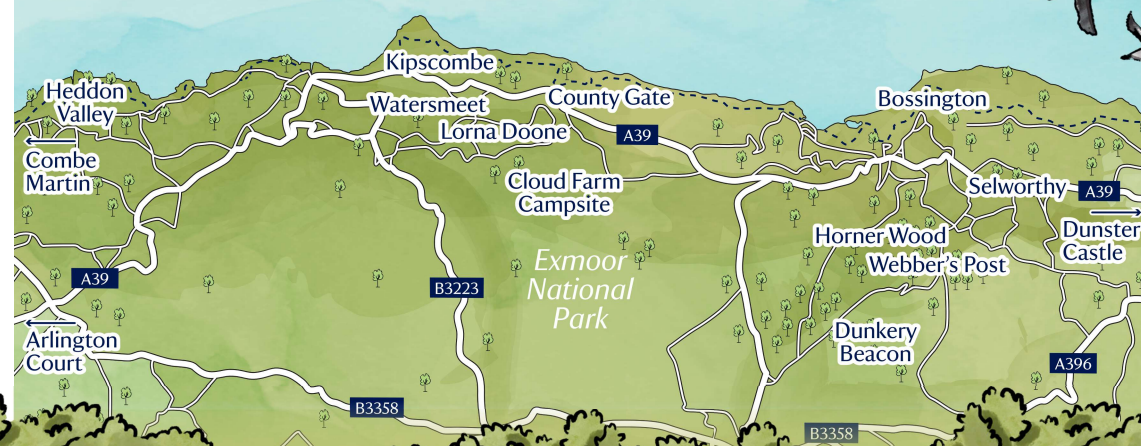 Kipscombe
Heddon
Valley
Watersmeet
County Gate
Bossington
Lorna Doone
A39
Combe
Martin
Cloud Farm
Campsite
Selworthy
A39
Dunster
Castle
Horner Wood
Webber's Post
A39
B3223
Exmoor
National
Park
Arlington
Court
Dunkery
Beacon
A396
B3358
B3358